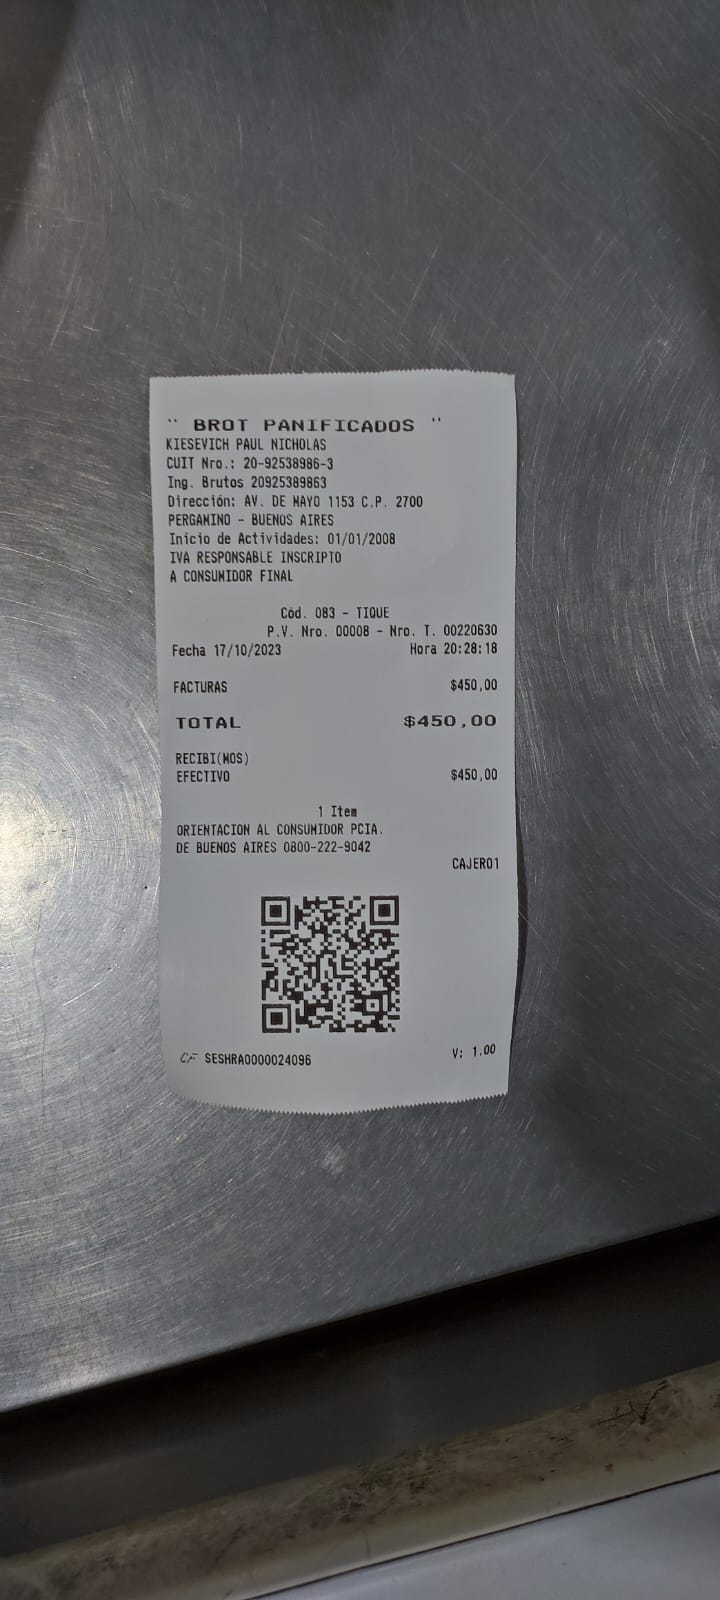 " BROT PANIFICADOS "
KIESEVICH PAUL NICHOLAS
CUIT Nro.: 20-92538986-3
Ing. Brutos 20925389863
Dirección: AV. DE MAYO 1153 C.P. 2700
PERGAMINO - BUENOS AIRES
Inicio de Actividades: 01/01/2008
IVA RESPONSABLE INSCRIPTO
A CONSUMIDOR FINAL
Cód. 083 - TIQUE
P.V. Nro. 00008 - Nro. T. 00220630
Fecha 17/10/2023 Hora 20:28:18
FACTURAS $450,00
TOTAL $450,00
RECIBI(MOS)
EFECTIVO $450,00
1 Item
ORIENTACION AL CONSUMIDOR PCIA.
DE BUENOS AIRES 0800-222-9042
CAJERO1
CF SESHRA0000024096 V: 1.00